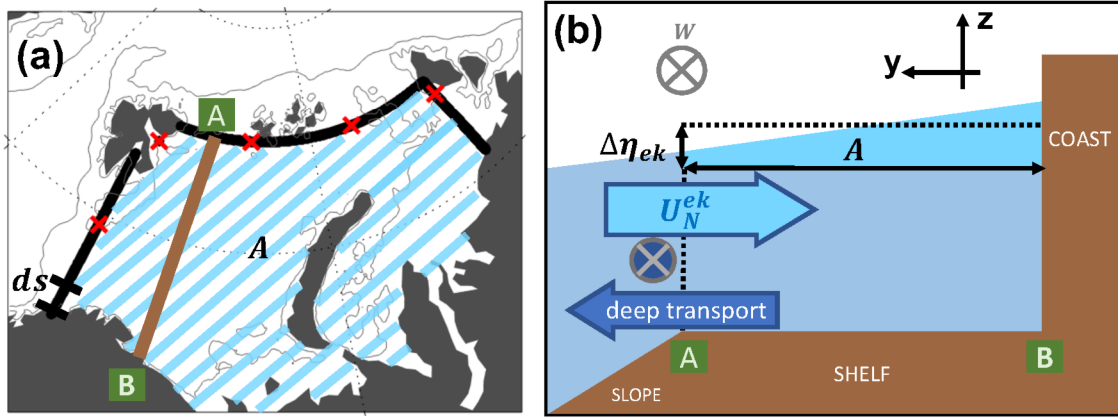 (a)
A
A
ds
B
(b)
W
z
y
COAST
Δη_ek
A
U_N^ek
deep transport
A
B
SHELF
SLOPE